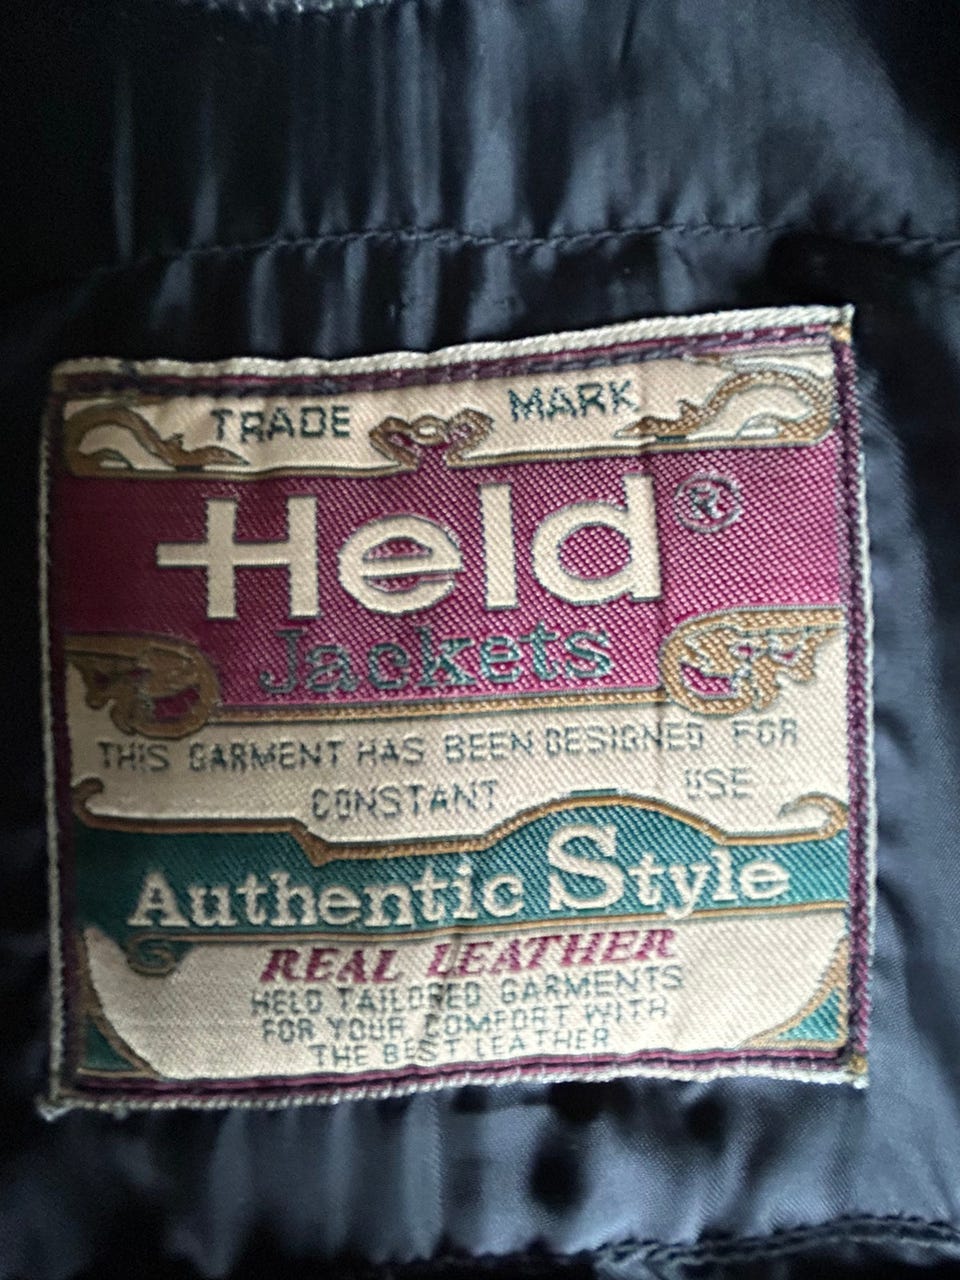 TRADE MARK
Held®
Jackets
THIS GARMENT HAS BEEN DESIGNED FOR
CONSTANT USE
Authentic Style
REAL LEATHER
HELD TAILORED GARMENTS
FOR YOUR COMFORT WITH
THE BEST LEATHER